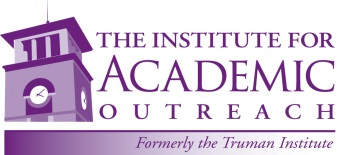 THE INSTITUTE FOR
ACADEMIC
OUTREACH
Formerly the Truman Institute